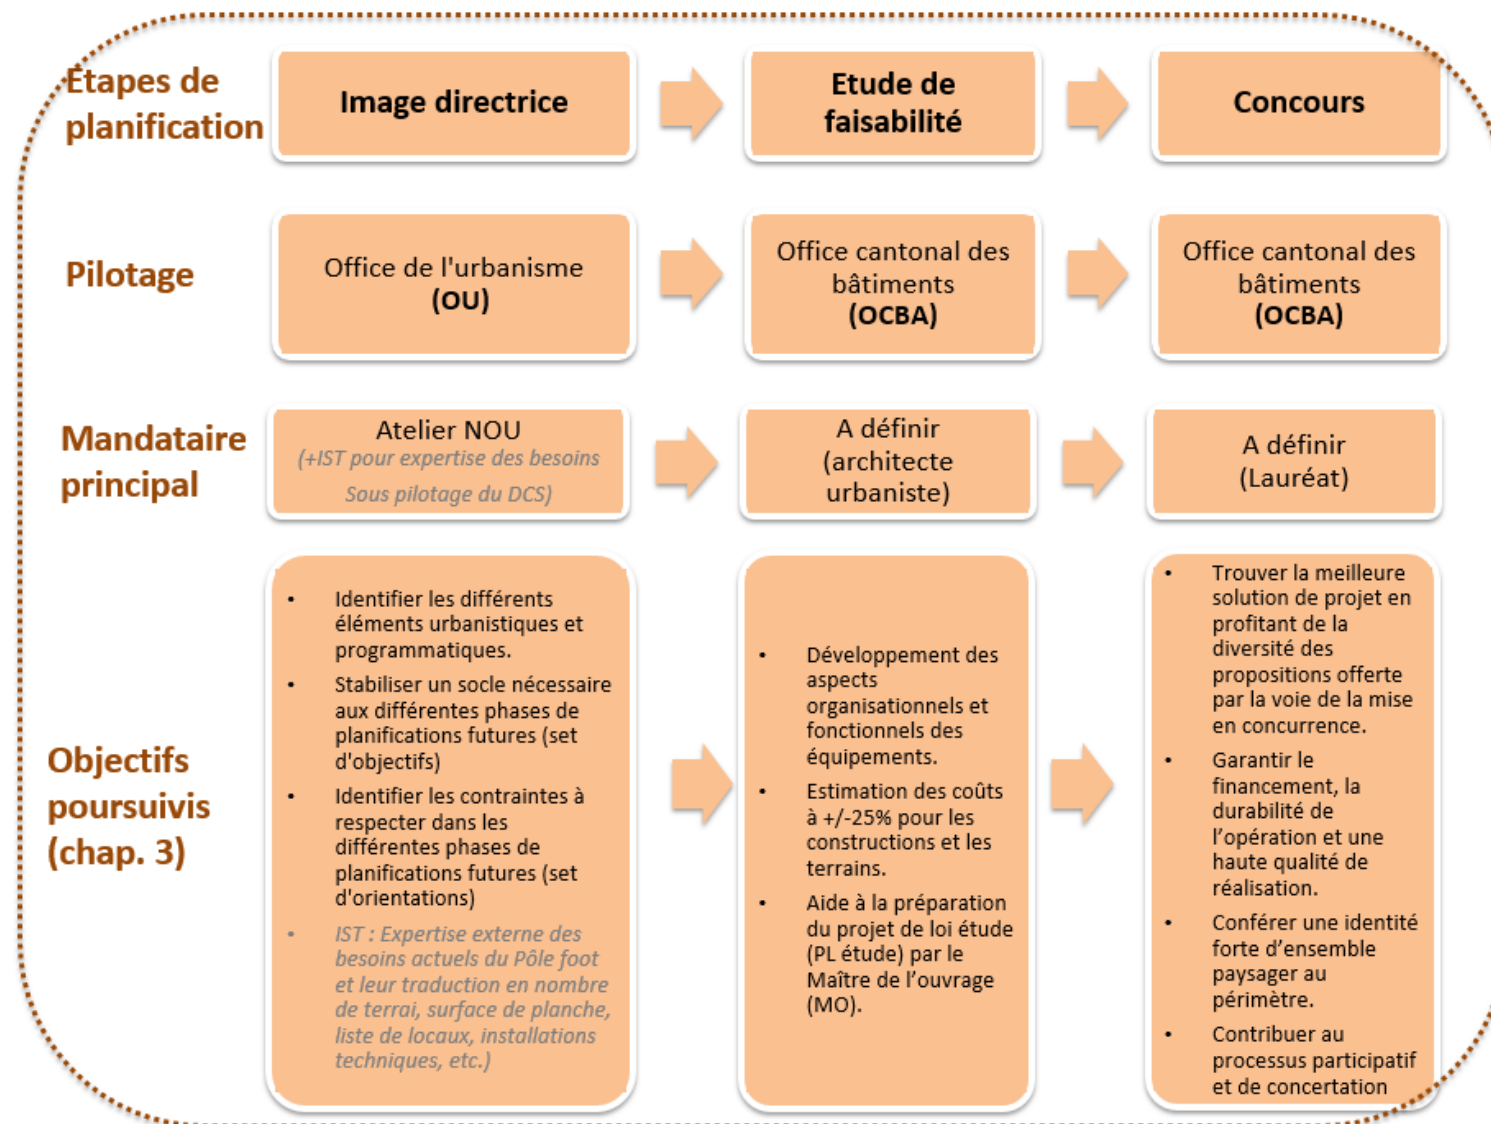 Etapes de
planification
Image directrice
Etude de
faisabilité
Concours
Pilotage
Office de l'urbanisme
(OU)
Office cantonal des
bâtiments
(OCBA)
Office cantonal des
bâtiments
(OCBA)
Mandataire
principal
Atelier NOU
(+IST pour expertise des besoins
Sous pilotage du DCS)
A définir
(architecte
urbaniste)
A définir
(Lauréat)
Objectifs
poursuivis
(chap. 3)
• Identifier les différents
éléments urbanistiques et
programmatiques.
• Stabiliser un socle nécessaire
aux différentes phases de
planifications futures (set
d'objectifs)
• Identifier les contraintes à
respecter dans les
différentes phases de
planifications futures (set
d'orientations)
• IST : Expertise externe des
besoins actuels du Pôle foot
et leur traduction en nombre
de terrai, surface de planche,
liste de locaux, installations
techniques, etc.)
• Développement des
aspects
organisationnels et
fonctionnels des
équipements.
• Estimation des coûts
à +/-25% pour les
constructions et les
terrains.
• Aide à la préparation
du projet de loi étude
(PL étude) par le
Maître de l’ouvrage
(MO).
• Trouver la meilleure
solution de projet en
profitant de la
diversité des
propositions offerte
par la voie de la mise
en concurrence.
• Garantir le
financement, la
durabilité de
l’opération et une
haute qualité de
réalisation.
• Conférer une identité
forte d’ensemble
paysager au
périmètre.
• Contribuer au
processus participatif
et de concertation